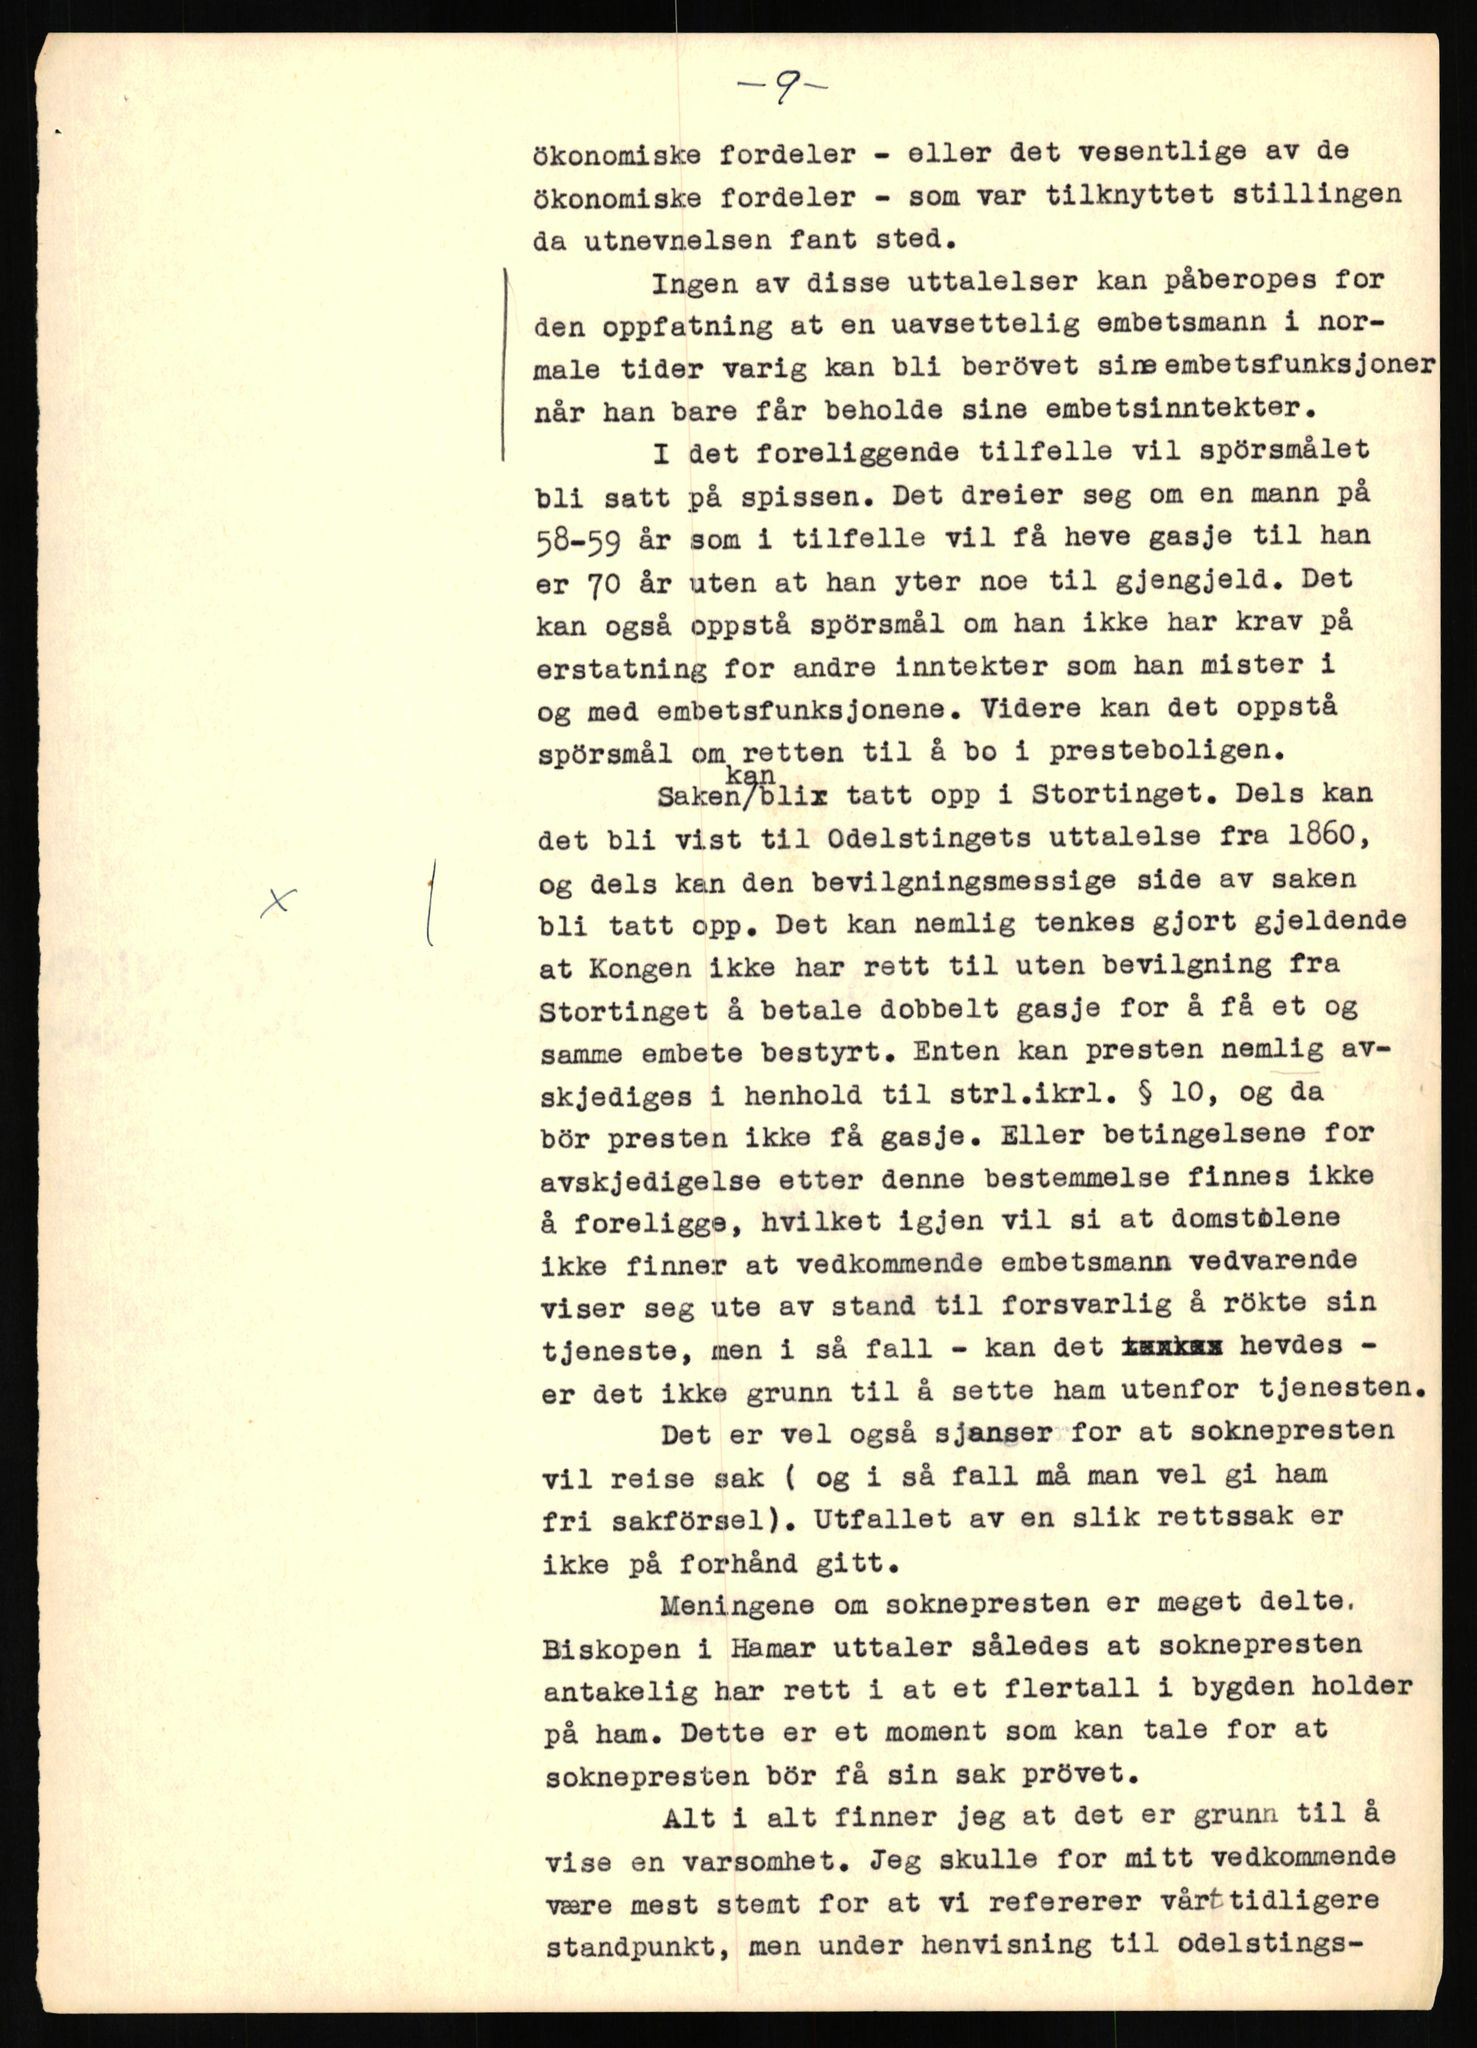 -9-
ökonomiske fordeler - eller det vesentlige av de
ökonomiske fordeler - som var tilknyttet stillingen
da utnevnelsen fant sted.
Ingen av disse uttalelser kan påberopes for
den oppfatning at en uavsettelig embetsmann i nor-
male tider varig kan bli berövet sine embetsfunksjoner
når han bare får beholde sine embetsinntekter.
I det foreliggende tilfelle vil spörsmålet
bli satt på spissen. Det dreier seg om en mann på
58-59 år som i tilfelle vil få heve gasje til han
er 70 år uten at han yter noe til gjengjeld. Det
kan også oppstå spörsmål om han ikke har krav på
erstatning for andre inntekter som han mister i
og med embetsfunksjonene. Videre kan det oppstå
spörsmål om retten til å bo i presteboligen.
kan
Saken/blix tatt opp i Stortinget. Dels kan
det bli vist til Odelstingets uttalelse fra 1860,
x og dels kan den bevilgningsmessige side av saken
bli tatt opp. Det kan nemlig tenkes gjort gjeldende
at Kongen ikke har rett til uten bevilgning fra
Stortinget å betale dobbelt gasje for å få et og
samme embete bestyrt. Enten kan presten nemlig av-
skjediges i henhold til strl.ikrl. § 10, og da
bör presten ikke få gasje. Eller betingelsene for
avskjedigelse etter denne bestemmelse finnes ikke
å foreligge, hvilket igjen vil si at domstolene
ikke finner at vedkommende embetsmann vedvarende
viser seg ute av stand til forsvarlig å rökte sin
tjeneste, men i så fall - kan det hevdes -
er det ikke grunn til å sette ham utenfor tjenesten.
Det er vel også sjanser for at soknepresten
vil reise sak ( og i så fall må man vel gi ham
fri sakförsel). Utfallet av en slik rettssak er
ikke på forhånd gitt.
Meningene om soknepresten er meget delte.
Biskopen i Hamar uttaler således at soknepresten
antakelig har rett i at et flertall i bygden holder
på ham. Dette er et moment som kan tale for at
soknepresten bör få sin sak prövet.
Alt i alt finner jeg at det er grunn til å
vise en varsomhet. Jeg skulle for mitt vedkommende
være mest stemt for at vi refererer vårt tidligere
standpunkt, men under henvisning til odelstings-